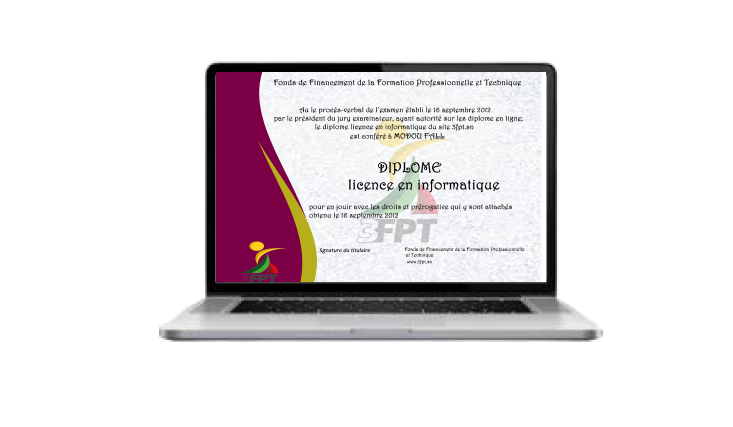 Fonds de Financement de la Formation Professionnelle et Technique
Au le procés-verbal de l'examen établi le 16 septembre 2012
par le président du jury examinateur, ayant autorité sur les diplome en ligne,
le diplome licence en informatique du site 3fpt.sn
est conféré à MODOU FALL
DIPLOME
licence en informatique
pour en jouir avec les droits et prérogative qui y sont attachés
obtenu le 16 septembre 2012
3FPT
Signature du titulaire
Fonds de Financement de la Formation Professionnelle
et Technique
www.3fpt.sn
3FPT